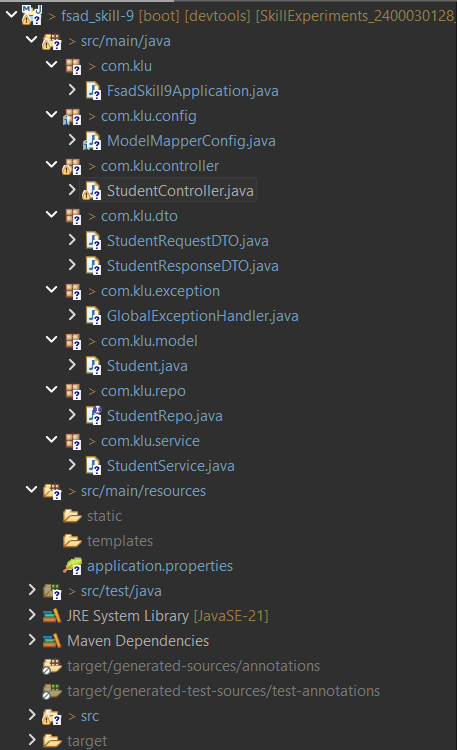 > fsad_skill-9 [boot] [devtools] [SkillExperiments_2400030128_
> src/main/java
> com.klu
> FsadSkill9Application.java
> com.klu.config
> ModelMapperConfig.java
> com.klu.controller
> StudentController.java
> com.klu.dto
> StudentRequestDTO.java
> StudentResponseDTO.java
> com.klu.exception
> GlobalExceptionHandler.java
> com.klu.model
> Student.java
> com.klu.repo
> StudentRepo.java
> com.klu.service
> StudentService.java
> src/main/resources
static
templates
application.properties
> src/test/java
> JRE System Library [JavaSE-21]
> Maven Dependencies
target/generated-sources/annotations
target/generated-test-sources/test-annotations
> > src
> target